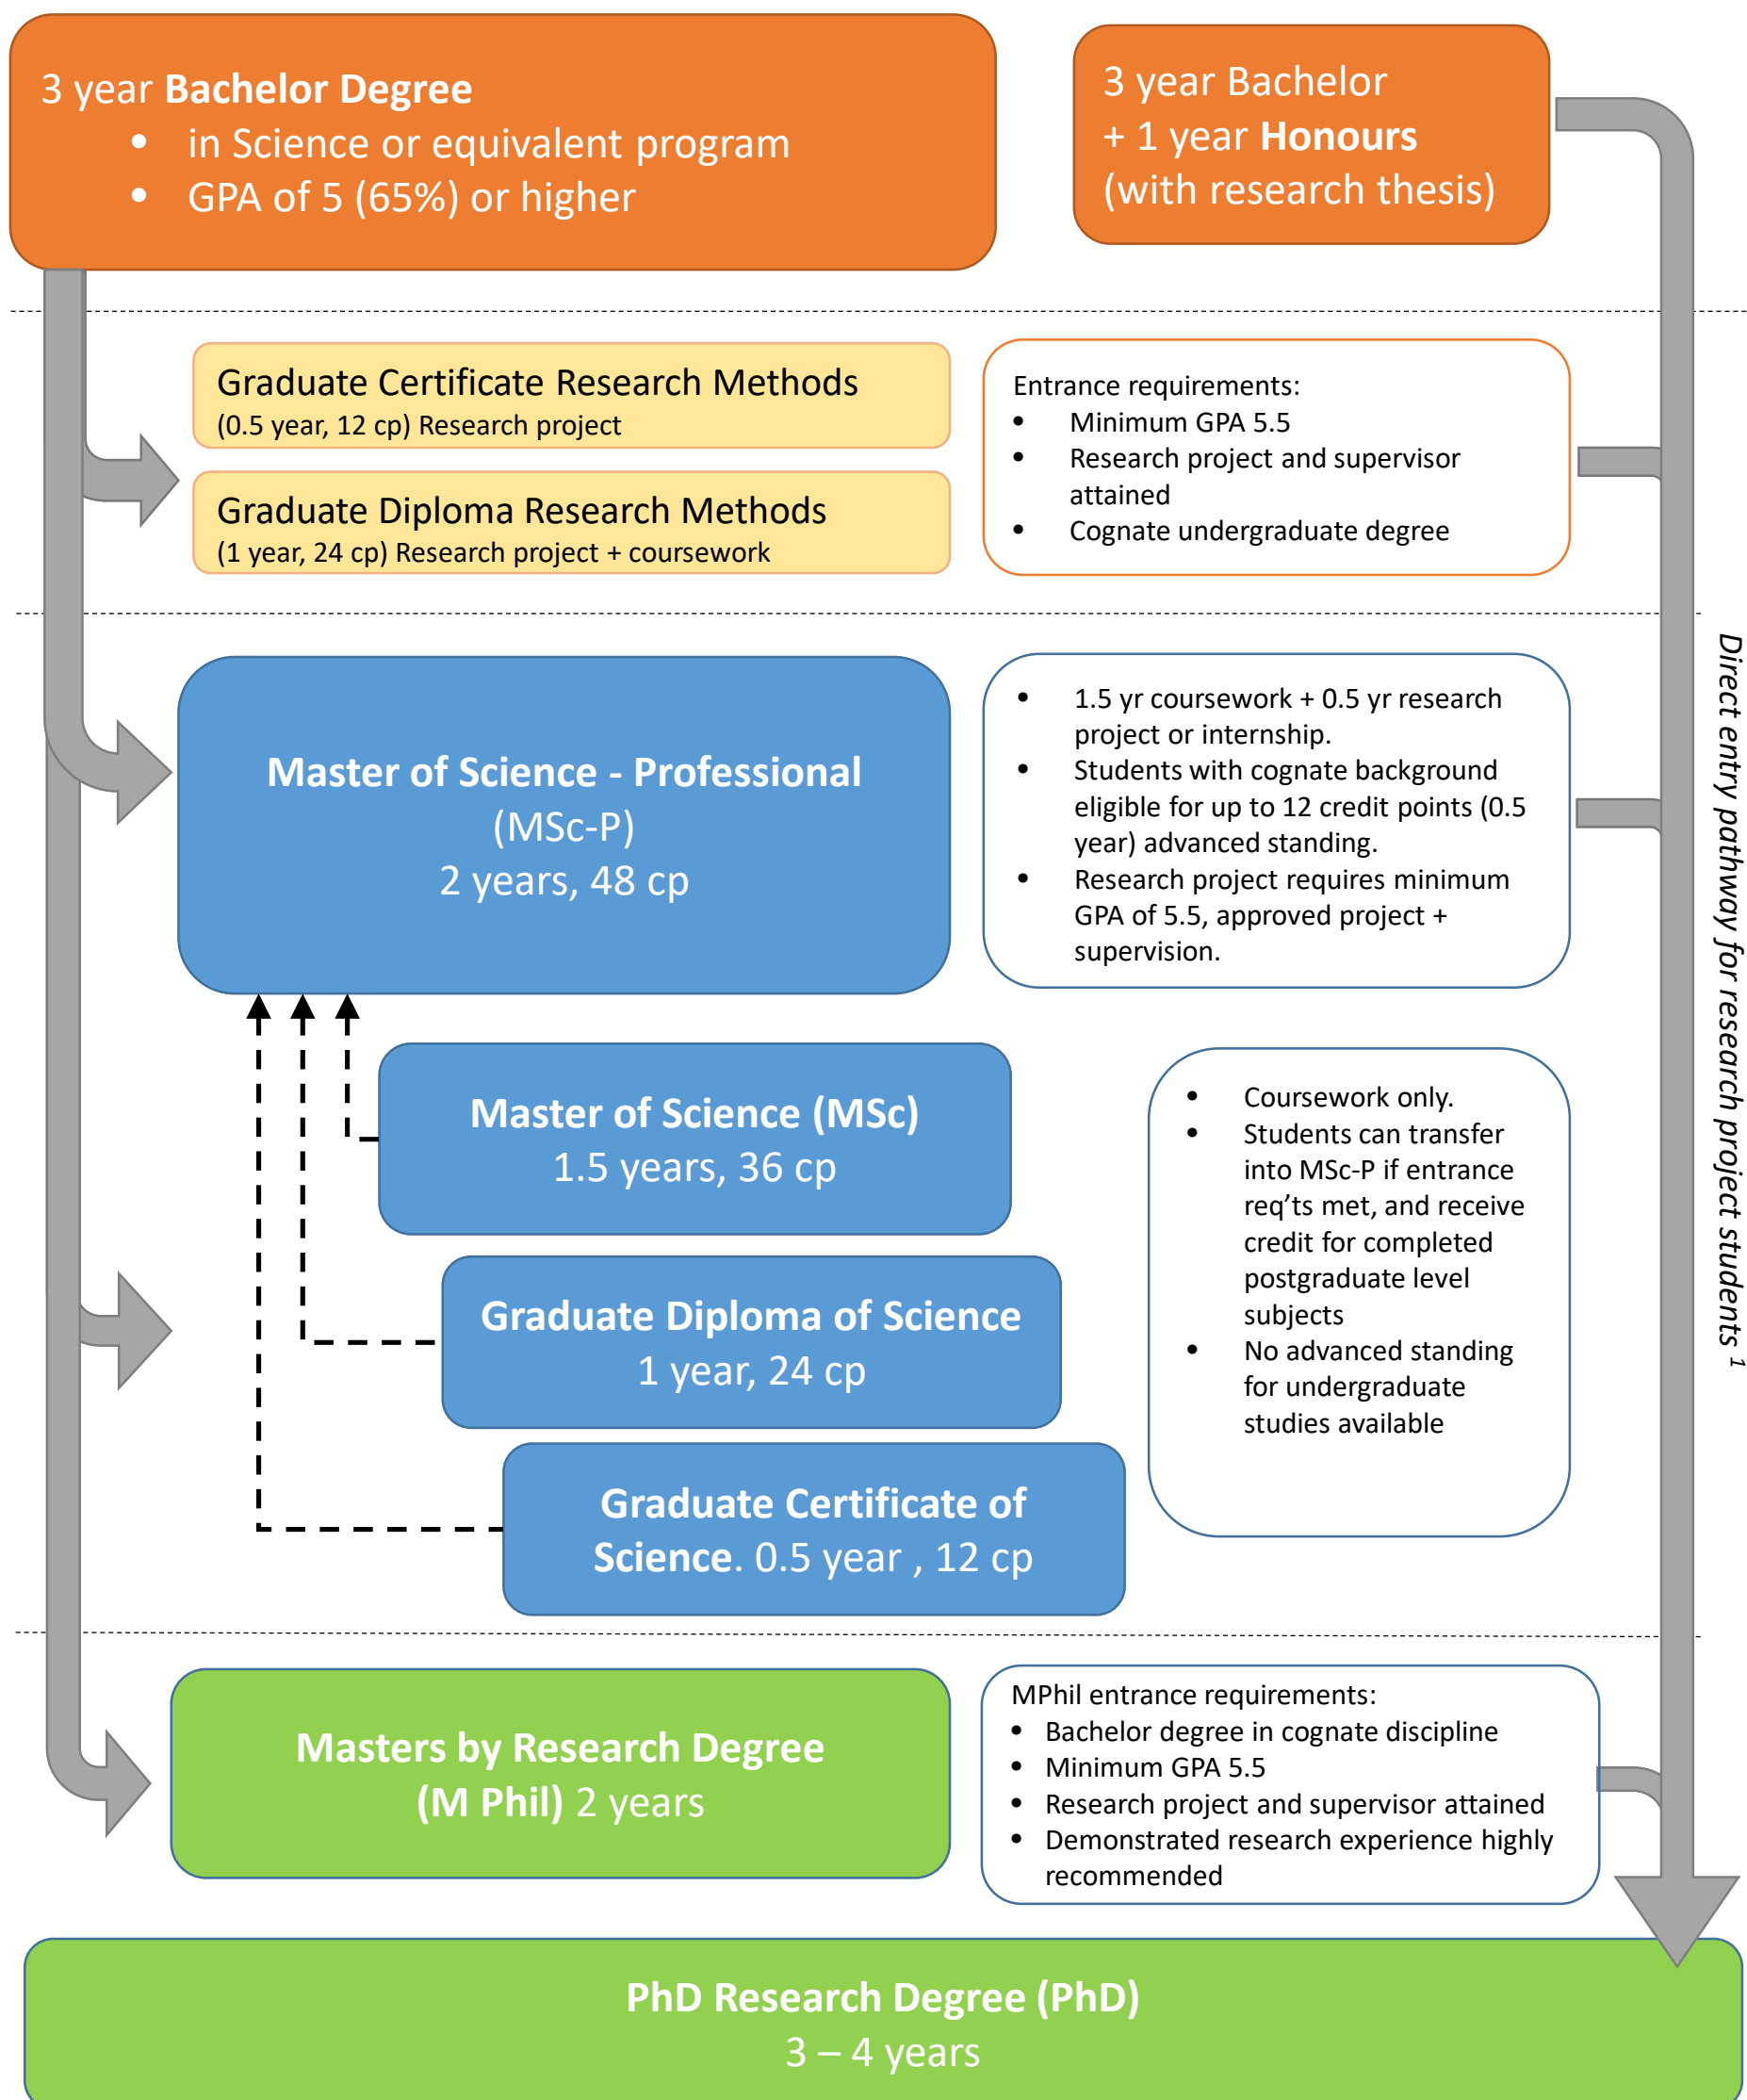 3 year Bachelor Degree
• in Science or equivalent program
• GPA of 5 (65%) or higher
3 year Bachelor
+ 1 year Honours
(with research thesis)
Graduate Certificate Research Methods
(0.5 year, 12 cp) Research project
Graduate Diploma Research Methods
(1 year, 24 cp) Research project + coursework
Entrance requirements:
• Minimum GPA 5.5
• Research project and supervisor
attained
• Cognate undergraduate degree
Master of Science - Professional
(MSc-P)
2 years, 48 cp
• 1.5 yr coursework + 0.5 yr research
project or internship.
• Students with cognate background
eligible for up to 12 credit points (0.5
year) advanced standing.
• Research project requires minimum
GPA of 5.5, approved project +
supervision.
Direct entry pathway for research project students 1
Master of Science (MSc)
1.5 years, 36 cp
Graduate Diploma of Science
1 year, 24 cp
Graduate Certificate of
Science. 0.5 year , 12 cp
• Coursework only.
• Students can transfer
into MSc-P if entrance
req’ts met, and receive
credit for completed
postgraduate level
subjects
• No advanced standing
for undergraduate
studies available
Masters by Research Degree
(M Phil) 2 years
MPhil entrance requirements:
• Bachelor degree in cognate discipline
• Minimum GPA 5.5
• Research project and supervisor attained
• Demonstrated research experience highly
recommended
PhD Research Degree (PhD)
3 – 4 years